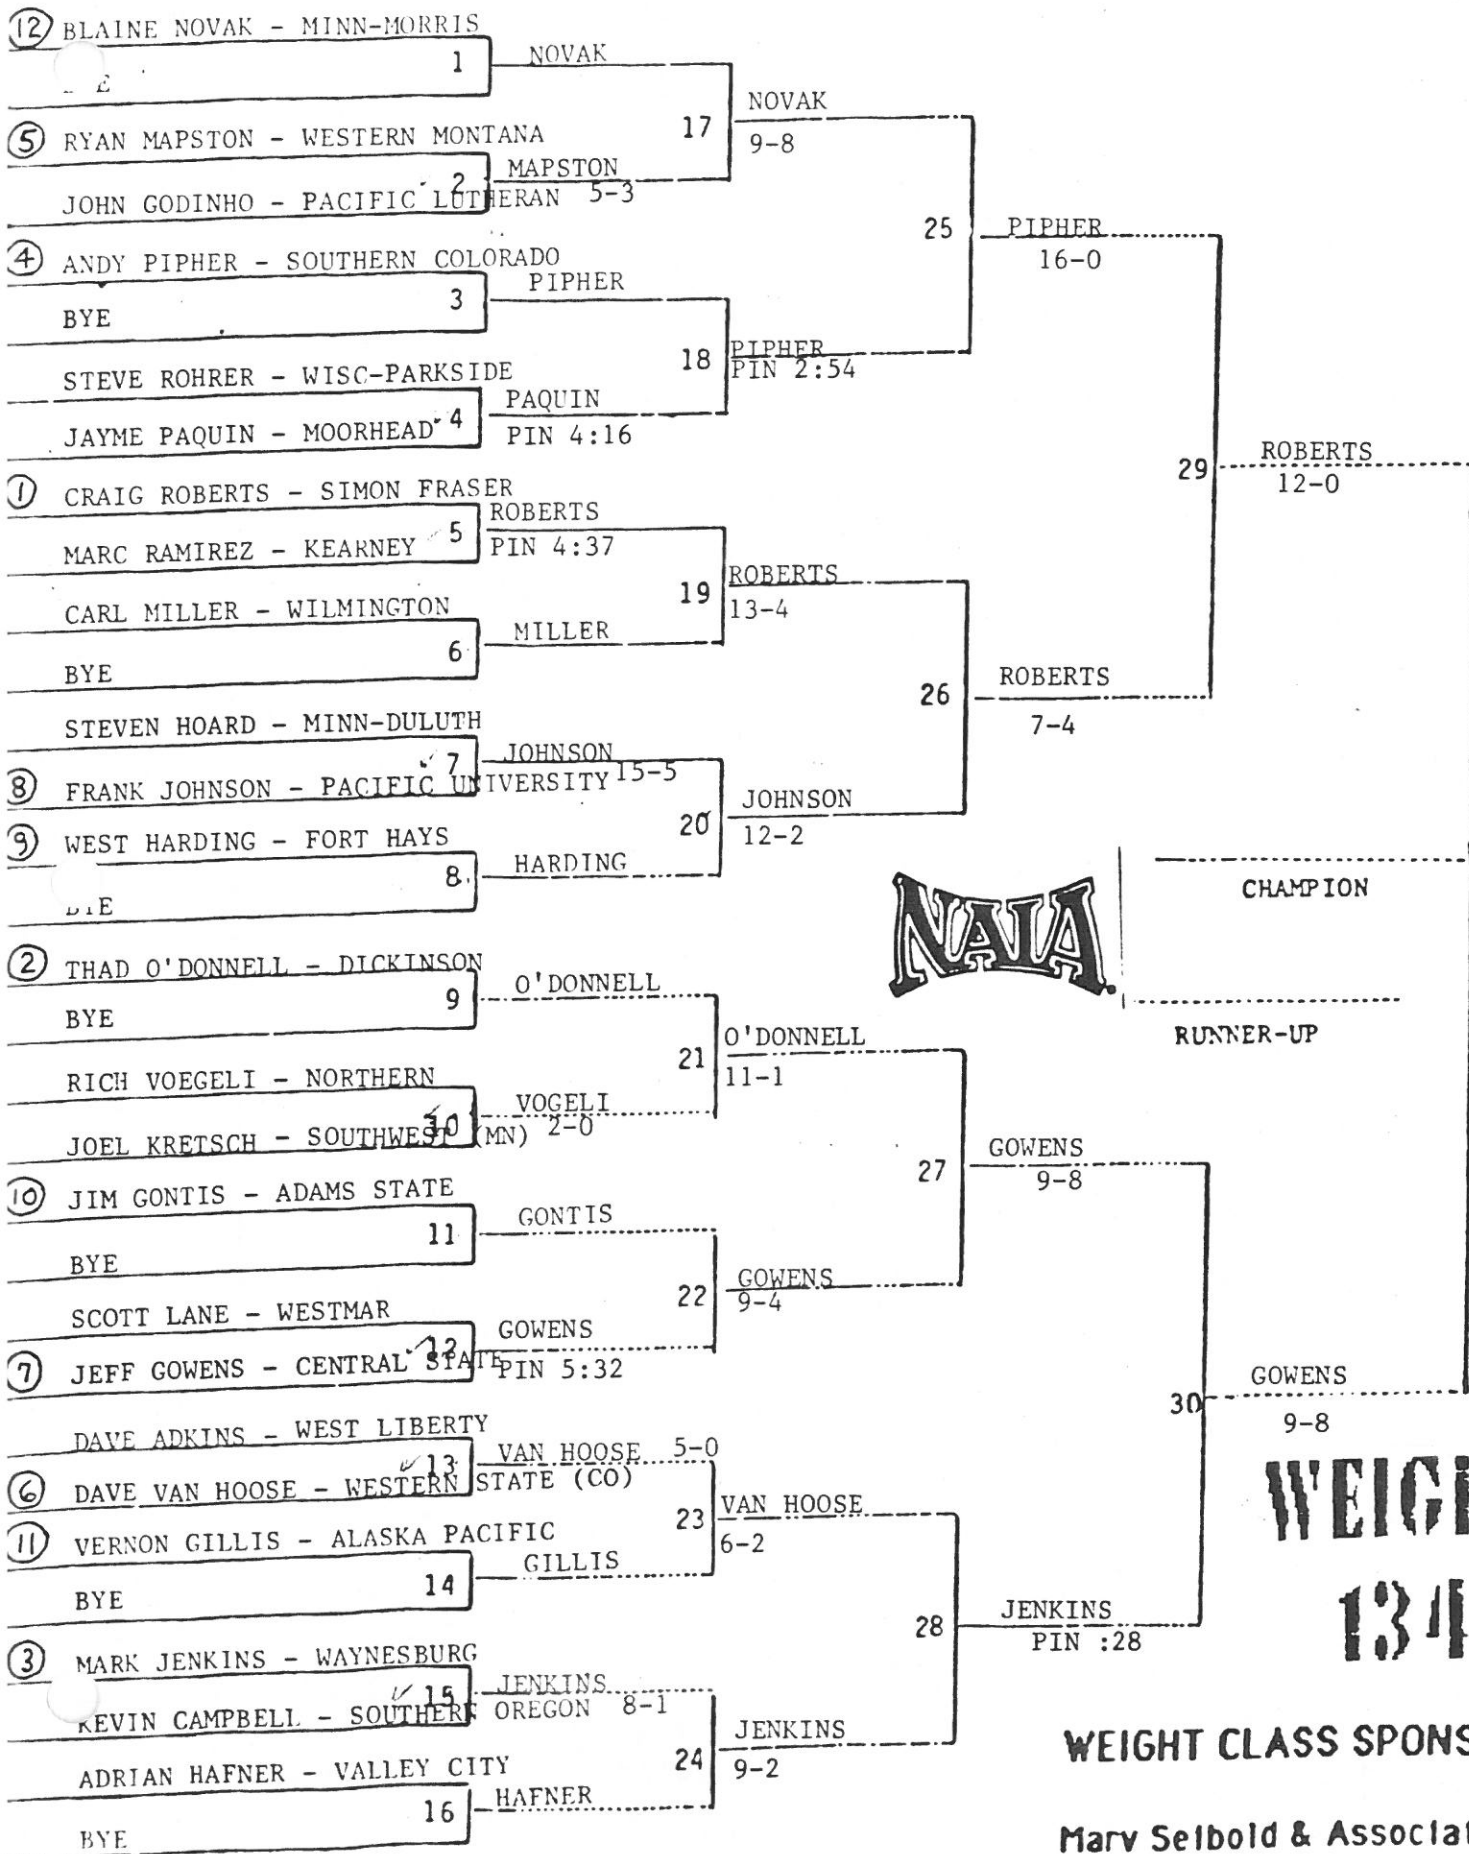 12 BLAINE NOVAK - MINN-MORRIS
1 NOVAK
5 RYAN MAPSTON - WESTERN MONTANA
2 MAPSTON
JOHN GODINHO - PACIFIC LUTHERAN 5-3
17 NOVAK
9-8
4 ANDY PIPHER - SOUTHERN COLORADO
3 PIPHER
BYE
STEVE ROHRER - WISC-PARKSIDE
JAYME PAQUIN - MOORHEAD 4
PAQUIN
PIN 4:16
18 PIPHER
PIN 2:54
25 PIPHER
16-0
1 CRAIG ROBERTS - SIMON FRASER
MARC RAMIREZ - KEARNEY 5
ROBERTS
PIN 4:37
CARL MILLER - WILMINGTON
6 MILLER
BYE
19 ROBERTS
13-4
STEVEN HOARD - MINN-DULUTH
7 JOHNSON
8 FRANK JOHNSON - PACIFIC UNIVERSITY 15-5
9 WEST HARDING - FORT HAYS
8 HARDING
20 JOHNSON
12-2
26 ROBERTS
7-4
29 ROBERTS
12-0
NAIA
CHAMPION
RUNNER-UP
2 THAD O'DONNELL - DICKINSON
9 O'DONNELL
BYE
RICH VOEGELI - NORTHERN
10 VOGELI
JOEL KRETSCH - SOUTHWEST (MN) 2-0
21 O'DONNELL
11-1
10 JIM GONTIS - ADAMS STATE
11 GONTIS
BYE
SCOTT LANE - WESTMAR
12 GOWENS
7 JEFF GOWENS - CENTRAL STATE PIN 5:32
22 GOWENS
9-4
27 GOWENS
9-8
DAVE ADKINS - WEST LIBERTY
13 VAN HOOSE 5-0
6 DAVE VAN HOOSE - WESTERN STATE (CO)
11 VERNON GILLIS - ALASKA PACIFIC
14 GILLIS
BYE
23 VAN HOOSE
6-2
3 MARK JENKINS - WAYNESBURG
15 JENKINS
KEVIN CAMPBELL - SOUTHERN OREGON 8-1
ADRIAN HAFNER - VALLEY CITY
16 HAFNER
BYE
24 JENKINS
9-2
28 JENKINS
PIN :28
30 GOWENS
9-8
134
WEIGHT CLASS
Marv Seibold &